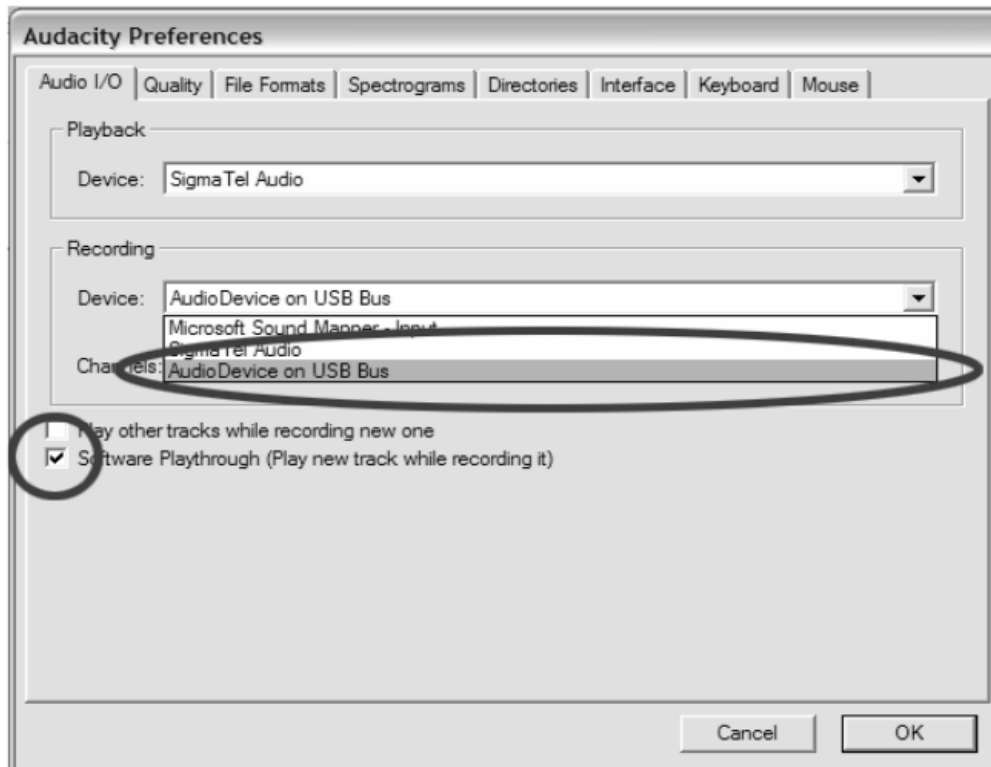 Audacity Preferences
Audio I/O Quality File Formats Spectrograms Directories Interface Keyboard Mouse
Playback
Device: SigmaTel Audio
Recording
Device: AudioDevice on USB Bus
Microsoft Sound Mapper - Input
SigmaTel Audio
Channels: AudioDevice on USB Bus
Play other tracks while recording new one
Software Playthrough (Play new track while recording it)
Cancel OK